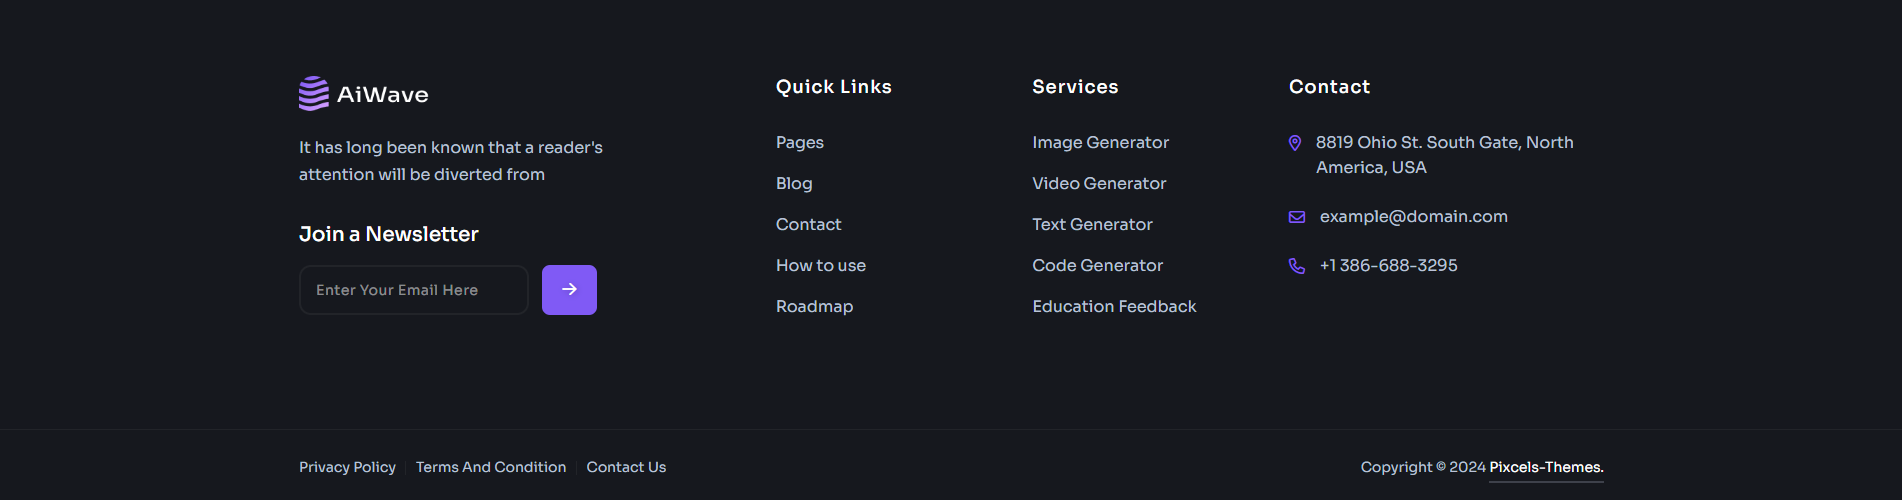 AiWave
It has long been known that a reader's
attention will be diverted from
Join a Newsletter
Enter Your Email Here
Quick Links
Pages
Blog
Contact
How to use
Roadmap
Services
Image Generator
Video Generator
Text Generator
Code Generator
Education Feedback
Contact
8819 Ohio St. South Gate, North
America, USA
example@domain.com
+1 386-688-3295
Privacy Policy
Terms And Condition
Contact Us
Copyright © 2024 Pixcels-Themes.